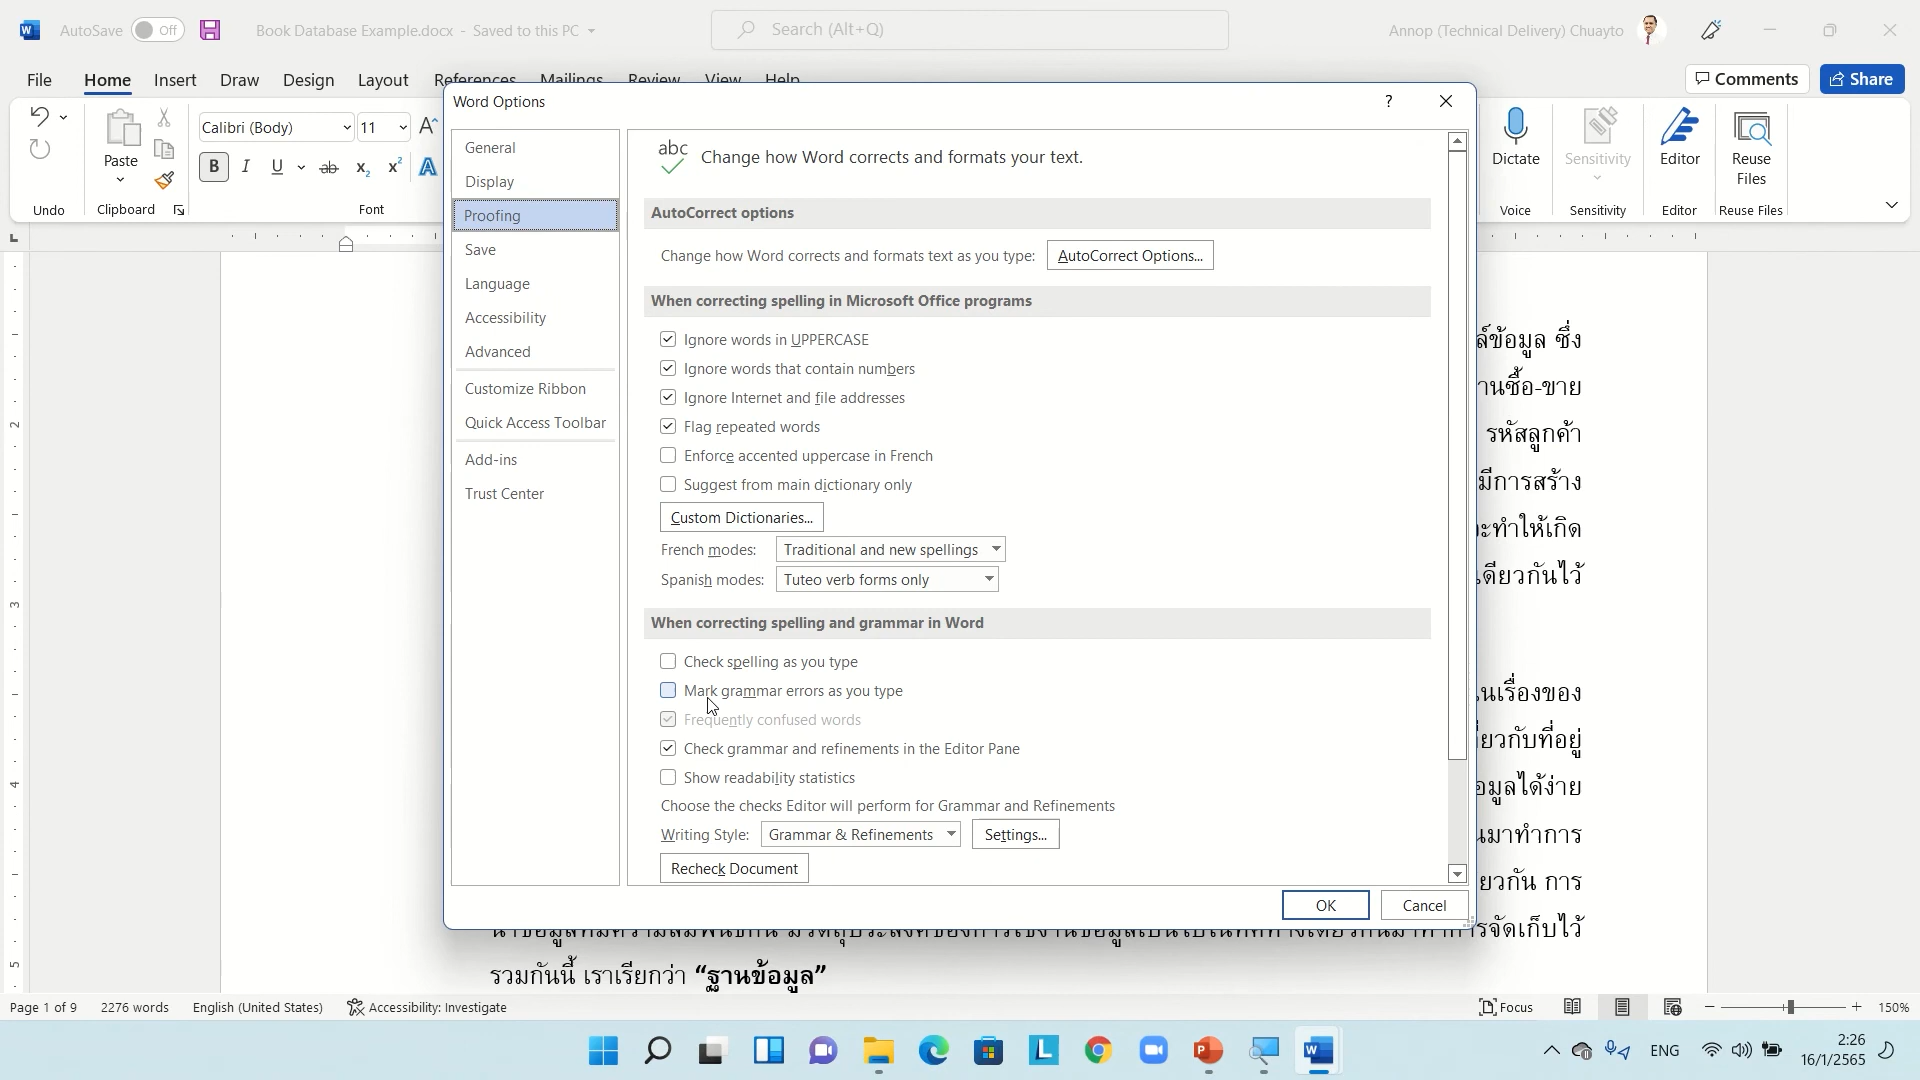 AutoSave Off Book Database Example.docx - Saved to this PC Search (Alt+Q) Annop (Technical Delivery) Chuayto
File Home Insert Draw Design Layout References Mailings Review View Help Comments Share
Word Options
Calibri (Body) 11
Paste
B I U ab x₂ x² A
Undo Clipboard Font
General
Display
Proofing
Save
Language
Accessibility
Advanced
Customize Ribbon
Quick Access Toolbar
Add-ins
Trust Center
abc Change how Word corrects and formats your text.
AutoCorrect options
Change how Word corrects and formats text as you type: AutoCorrect Options...
When correcting spelling in Microsoft Office programs
Ignore words in UPPERCASE
Ignore words that contain numbers
Ignore Internet and file addresses
Flag repeated words
Enforce accented uppercase in French
Suggest from main dictionary only
Custom Dictionaries...
French modes: Traditional and new spellings
Spanish modes: Tuteo verb forms only
When correcting spelling and grammar in Word
Check spelling as you type
Mark grammar errors as you type
Frequently confused words
Check grammar and refinements in the Editor Pane
Show readability statistics
Choose the checks Editor will perform for Grammar and Refinements
Writing Style: Grammar & Refinements Settings...
Recheck Document
OK Cancel
Dictate Sensitivity Editor Reuse Files
Voice Sensitivity Editor Reuse Files
ข้อมูล ซึ่ง
ซื้อ-ขาย
รหัสลูกค้า
มีการสร้าง
ทำให้เกิด
เดียวกันไว้
ในเรื่องของ
เกี่ยวกับที่อยู่
ข้อมูลได้ง่าย
มาทำการ
การ
จัดเก็บไว้
รวมกันนี้ เราเรียกว่า “ฐานข้อมูล”
Page 1 of 9 2276 words English (United States) Accessibility: Investigate Focus 150%
ENG 2:26
16/1/2565